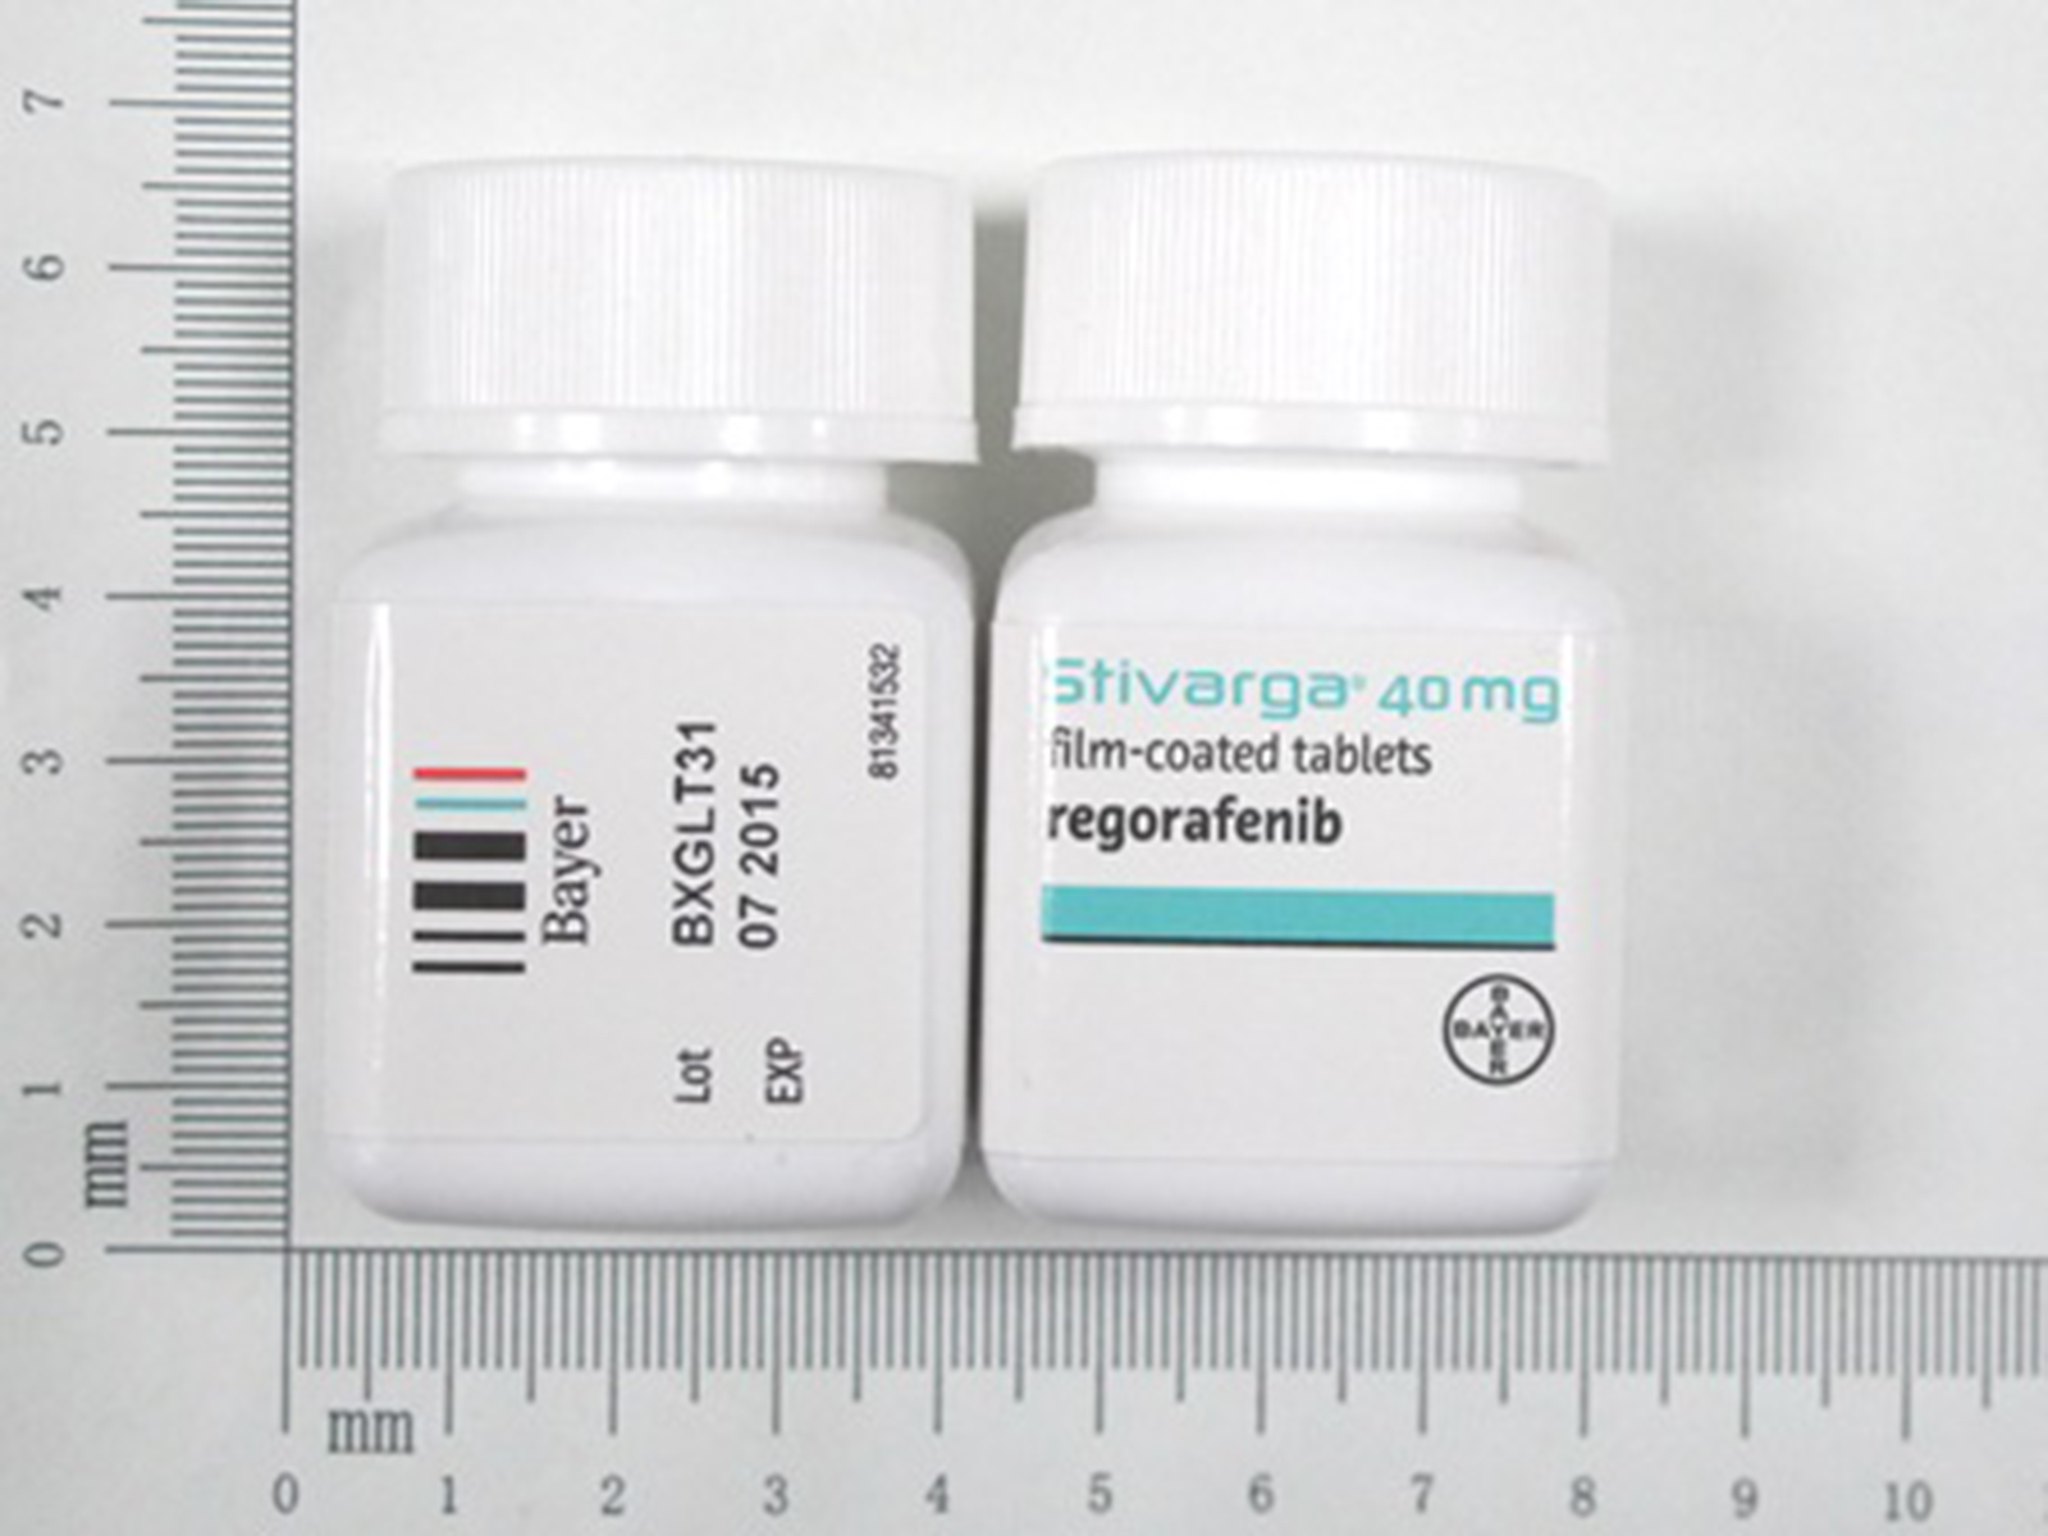 7
6
5
4
3
2
1
0
mm
Bayer
Lot BXGLT31
EXP 07 2015
81341532
Stivarga® 40 mg
film-coated tablets
regorafenib
BAYER
BAYER
mm
0 1 2 3 4 5 6 7 8 9 10